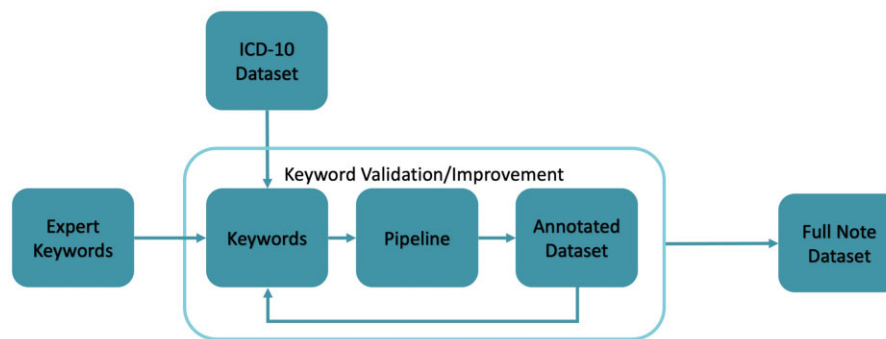 ICD-10
Dataset
Keyword Validation/Improvement
Expert
Keywords
Keywords
Pipeline
Annotated
Dataset
Full Note
Dataset